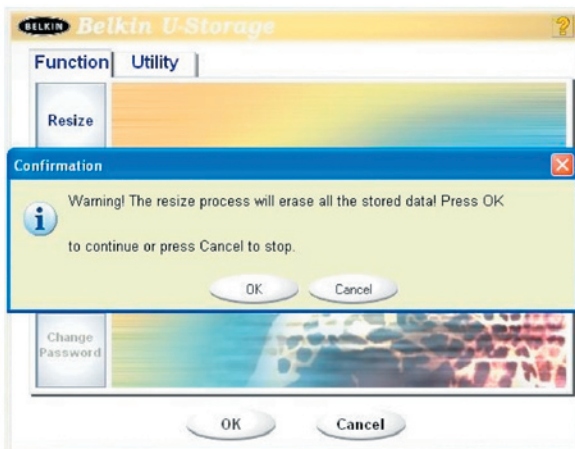 BELKIN Belkin U-Storage ?
Function Utility
Resize
Confirmation
Warning! The resize process will erase all the stored data! Press OK
to continue or press Cancel to stop.
OK Cancel
Change
Password
OK Cancel